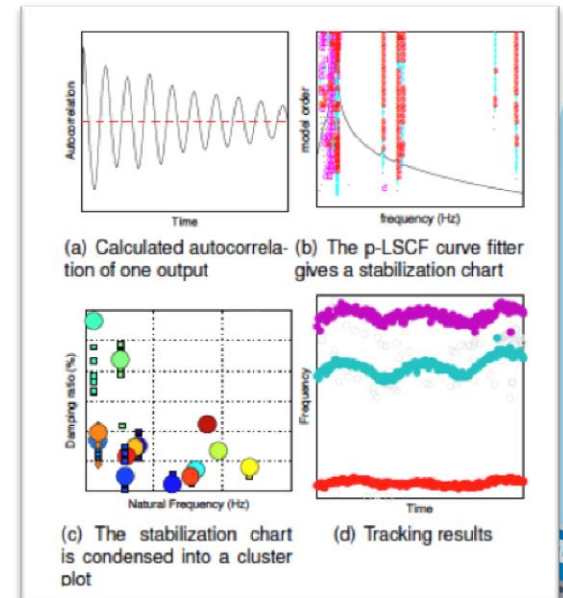 Autocorrelation
Time
(a) Calculated autocorrela-
tion of one output
model order
frequency (Hz)
(b) The p-LSCF curve fitter
gives a stabilization chart
Damping ratio (%)
Natural Frequency (Hz)
(c) The stabilization chart
is condensed into a cluster
plot
Frequency
Time
(d) Tracking results